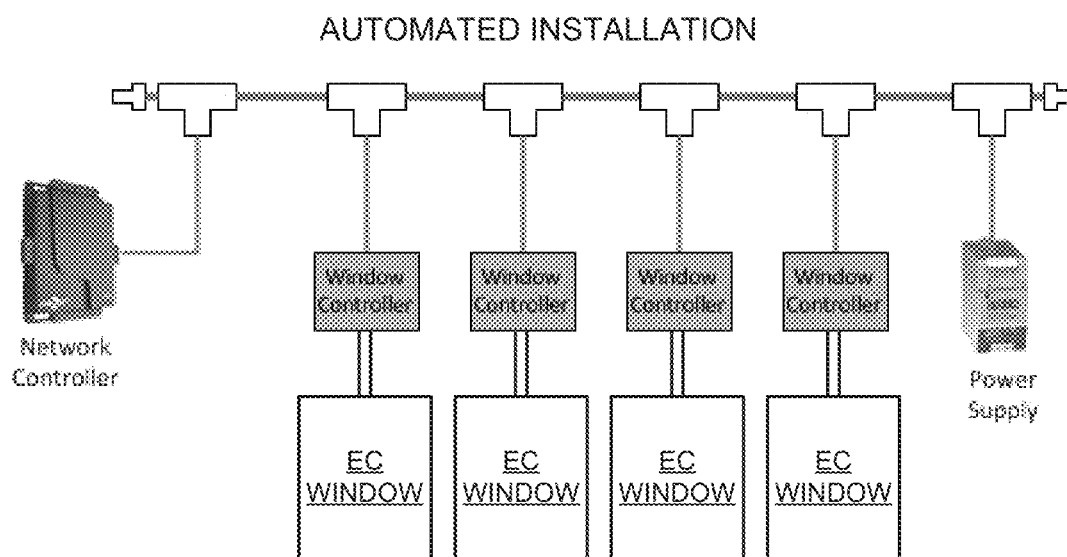 AUTOMATED INSTALLATION
Network
Controller
Window
Controller
Window
Controller
Window
Controller
Window
Controller
Power
Supply
EC
WINDOW
EC
WINDOW
EC
WINDOW
EC
WINDOW